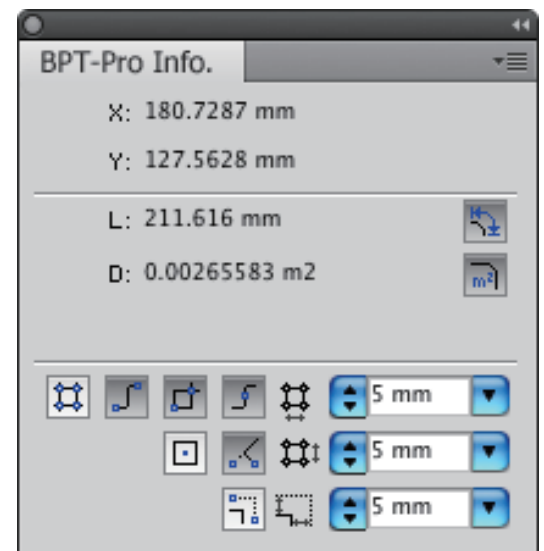 BPT-Pro Info.
X: 180.7287 mm
Y: 127.5628 mm
L: 211.616 mm
D: 0.00265583 m2
m²
5 mm
5 mm
5 mm